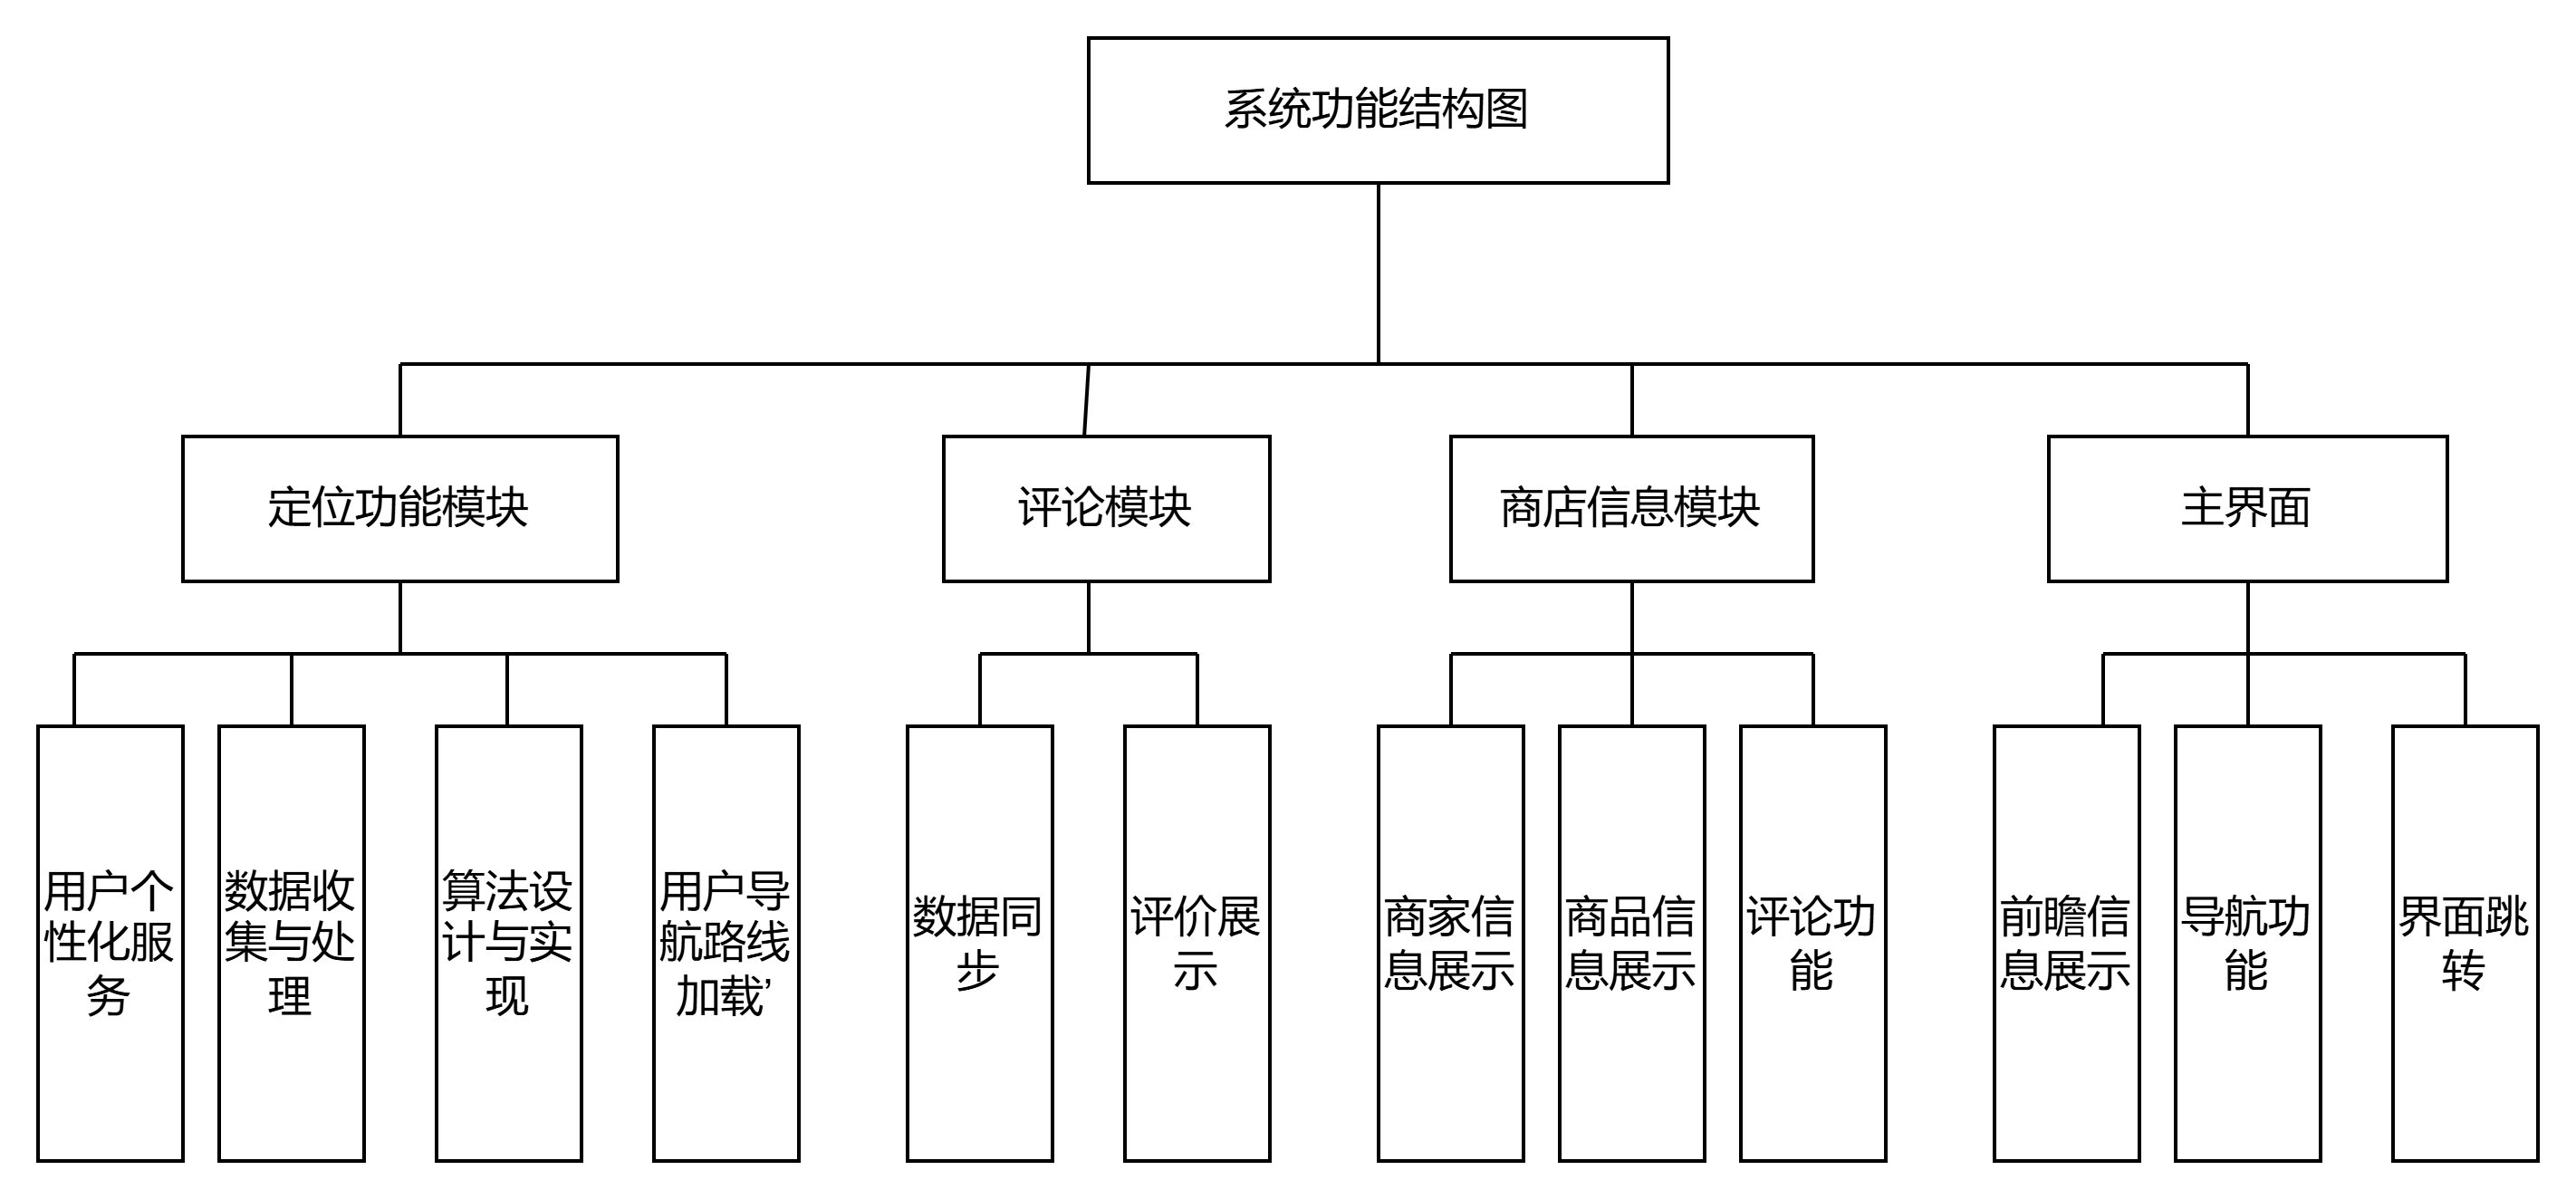 系统功能结构图
定位功能模块
评论模块
商店信息模块
主界面
用户个
性化服
务
数据收
集与处
理
算法设
计与实
现
用户导
航路线
加载’
数据同
步
评价展
示
商家信
息展示
商品信
息展示
评论功
能
前瞻信
息展示
导航功
能
界面跳
转